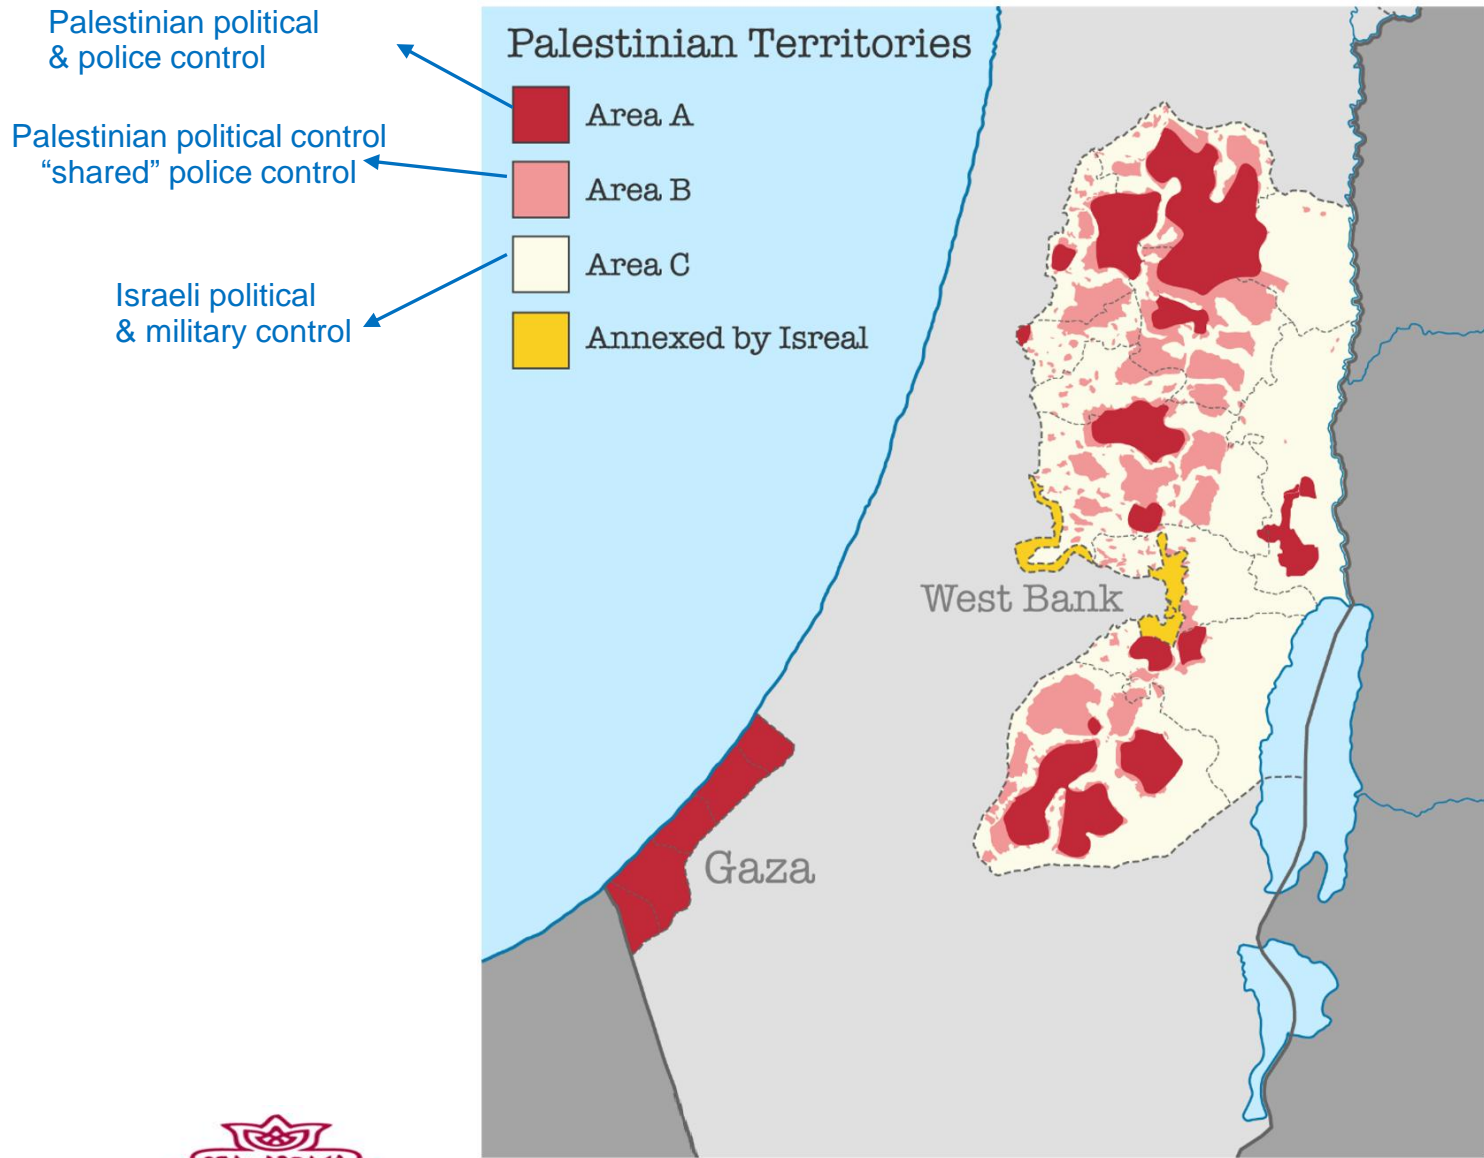 Palestinian political
& police control
Palestinian political control
“shared” police control
Israeli political
& military control
Palestinian Territories
Area A
Area B
Area C
Annexed by Isreal
West Bank
Gaza